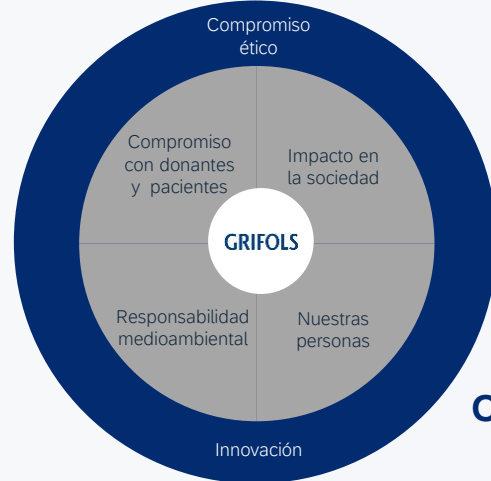 Compromiso
ético
Compromiso
con donantes
y pacientes
Impacto en
la sociedad
GRIFOLS
Responsabilidad
medioambiental
Nuestras
personas
Innovación